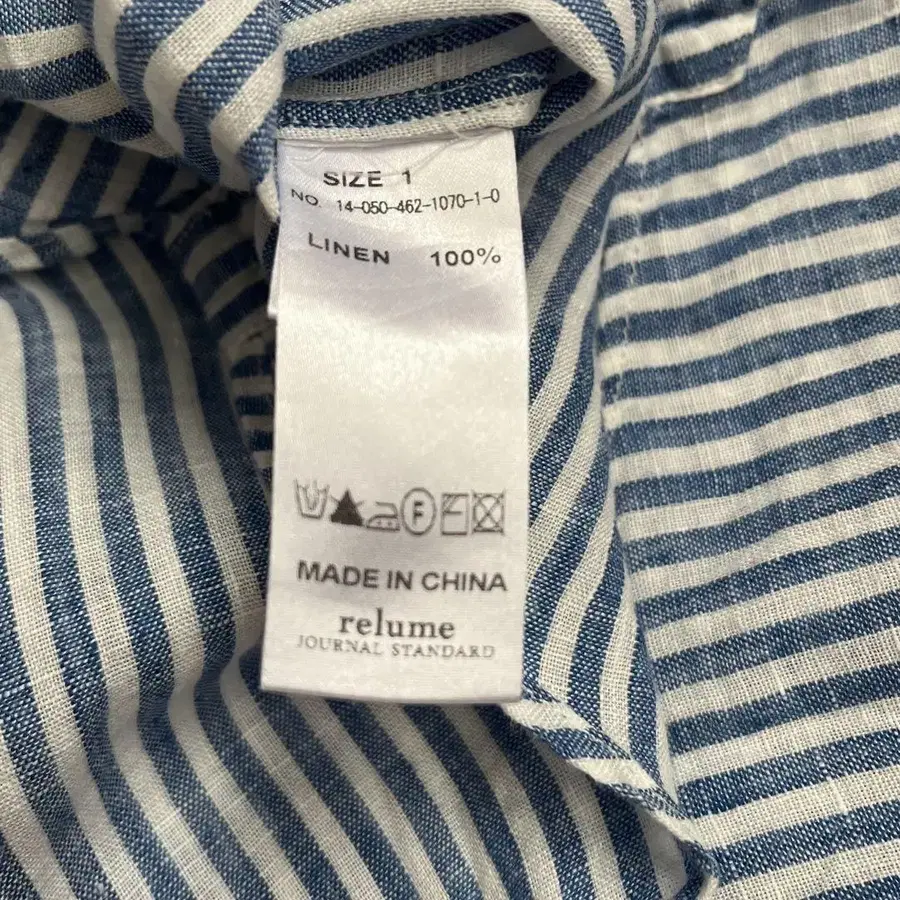 SIZE 1
NO. 14-050-462-1070-1-0
LINEN 100%
F
MADE IN CHINA
relume
JOURNAL STANDARD